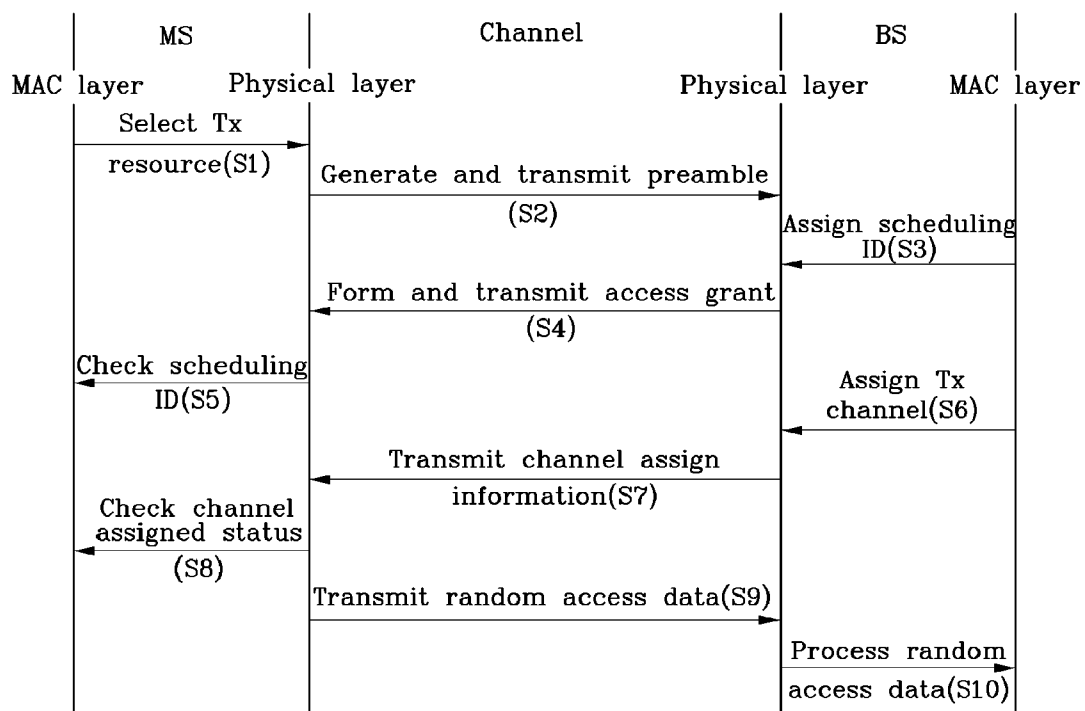 MS
Channel
BS
MAC layer
Physical layer
Physical layer
MAC layer
Select Tx
resource(S1)
Generate and transmit preamble
(S2)
Assign scheduling
ID(S3)
Form and transmit access grant
(S4)
Check scheduling
ID(S5)
Assign Tx
channel(S6)
Transmit channel assign
information(S7)
Check channel
assigned status
(S8)
Transmit random access data(S9)
Process random
access data(S10)